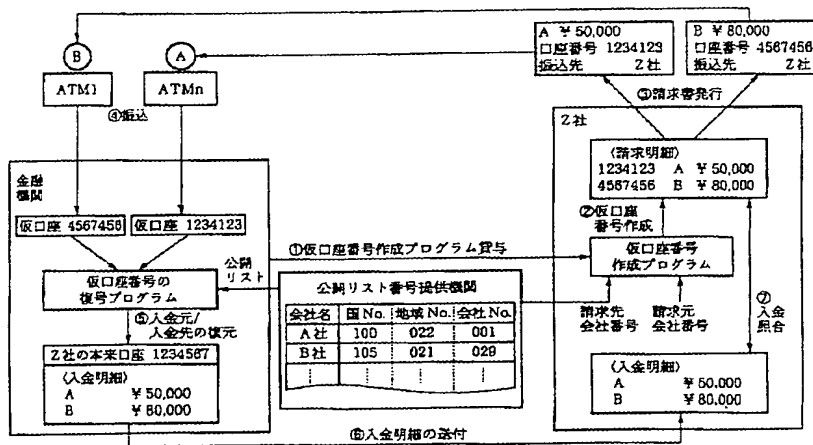 A ￥50,000
口座番号 1234123
振込先 Z社
B ￥80,000
口座番号 4567456
振込先 Z社
B
A
ATM1
ATMn
④振込
③請求書発行
Z社
〈請求明細〉
1234123 A ￥50,000
4567456 B ￥80,000
金融
機関
仮口座 4567456
仮口座 1234123
②仮口座
番号作成
①仮口座番号作成プログラム貸与
仮口座番号
作成プログラム
公開
リスト
仮口座番号の
復号プログラム
公開リスト番号提供機関
会社名 国No. 地域No. 会社No.
A社 100 022 001
B社 105 021 029
請求先
会社番号
請求元
会社番号
⑦
入金
照合
⑤入金元/
入金先の復元
Z社の本来口座 1234567
〈入金明細〉
A ￥50,000
B ￥80,000
〈入金明細〉
A ￥50,000
B ￥80,000
⑥入金明細の送付